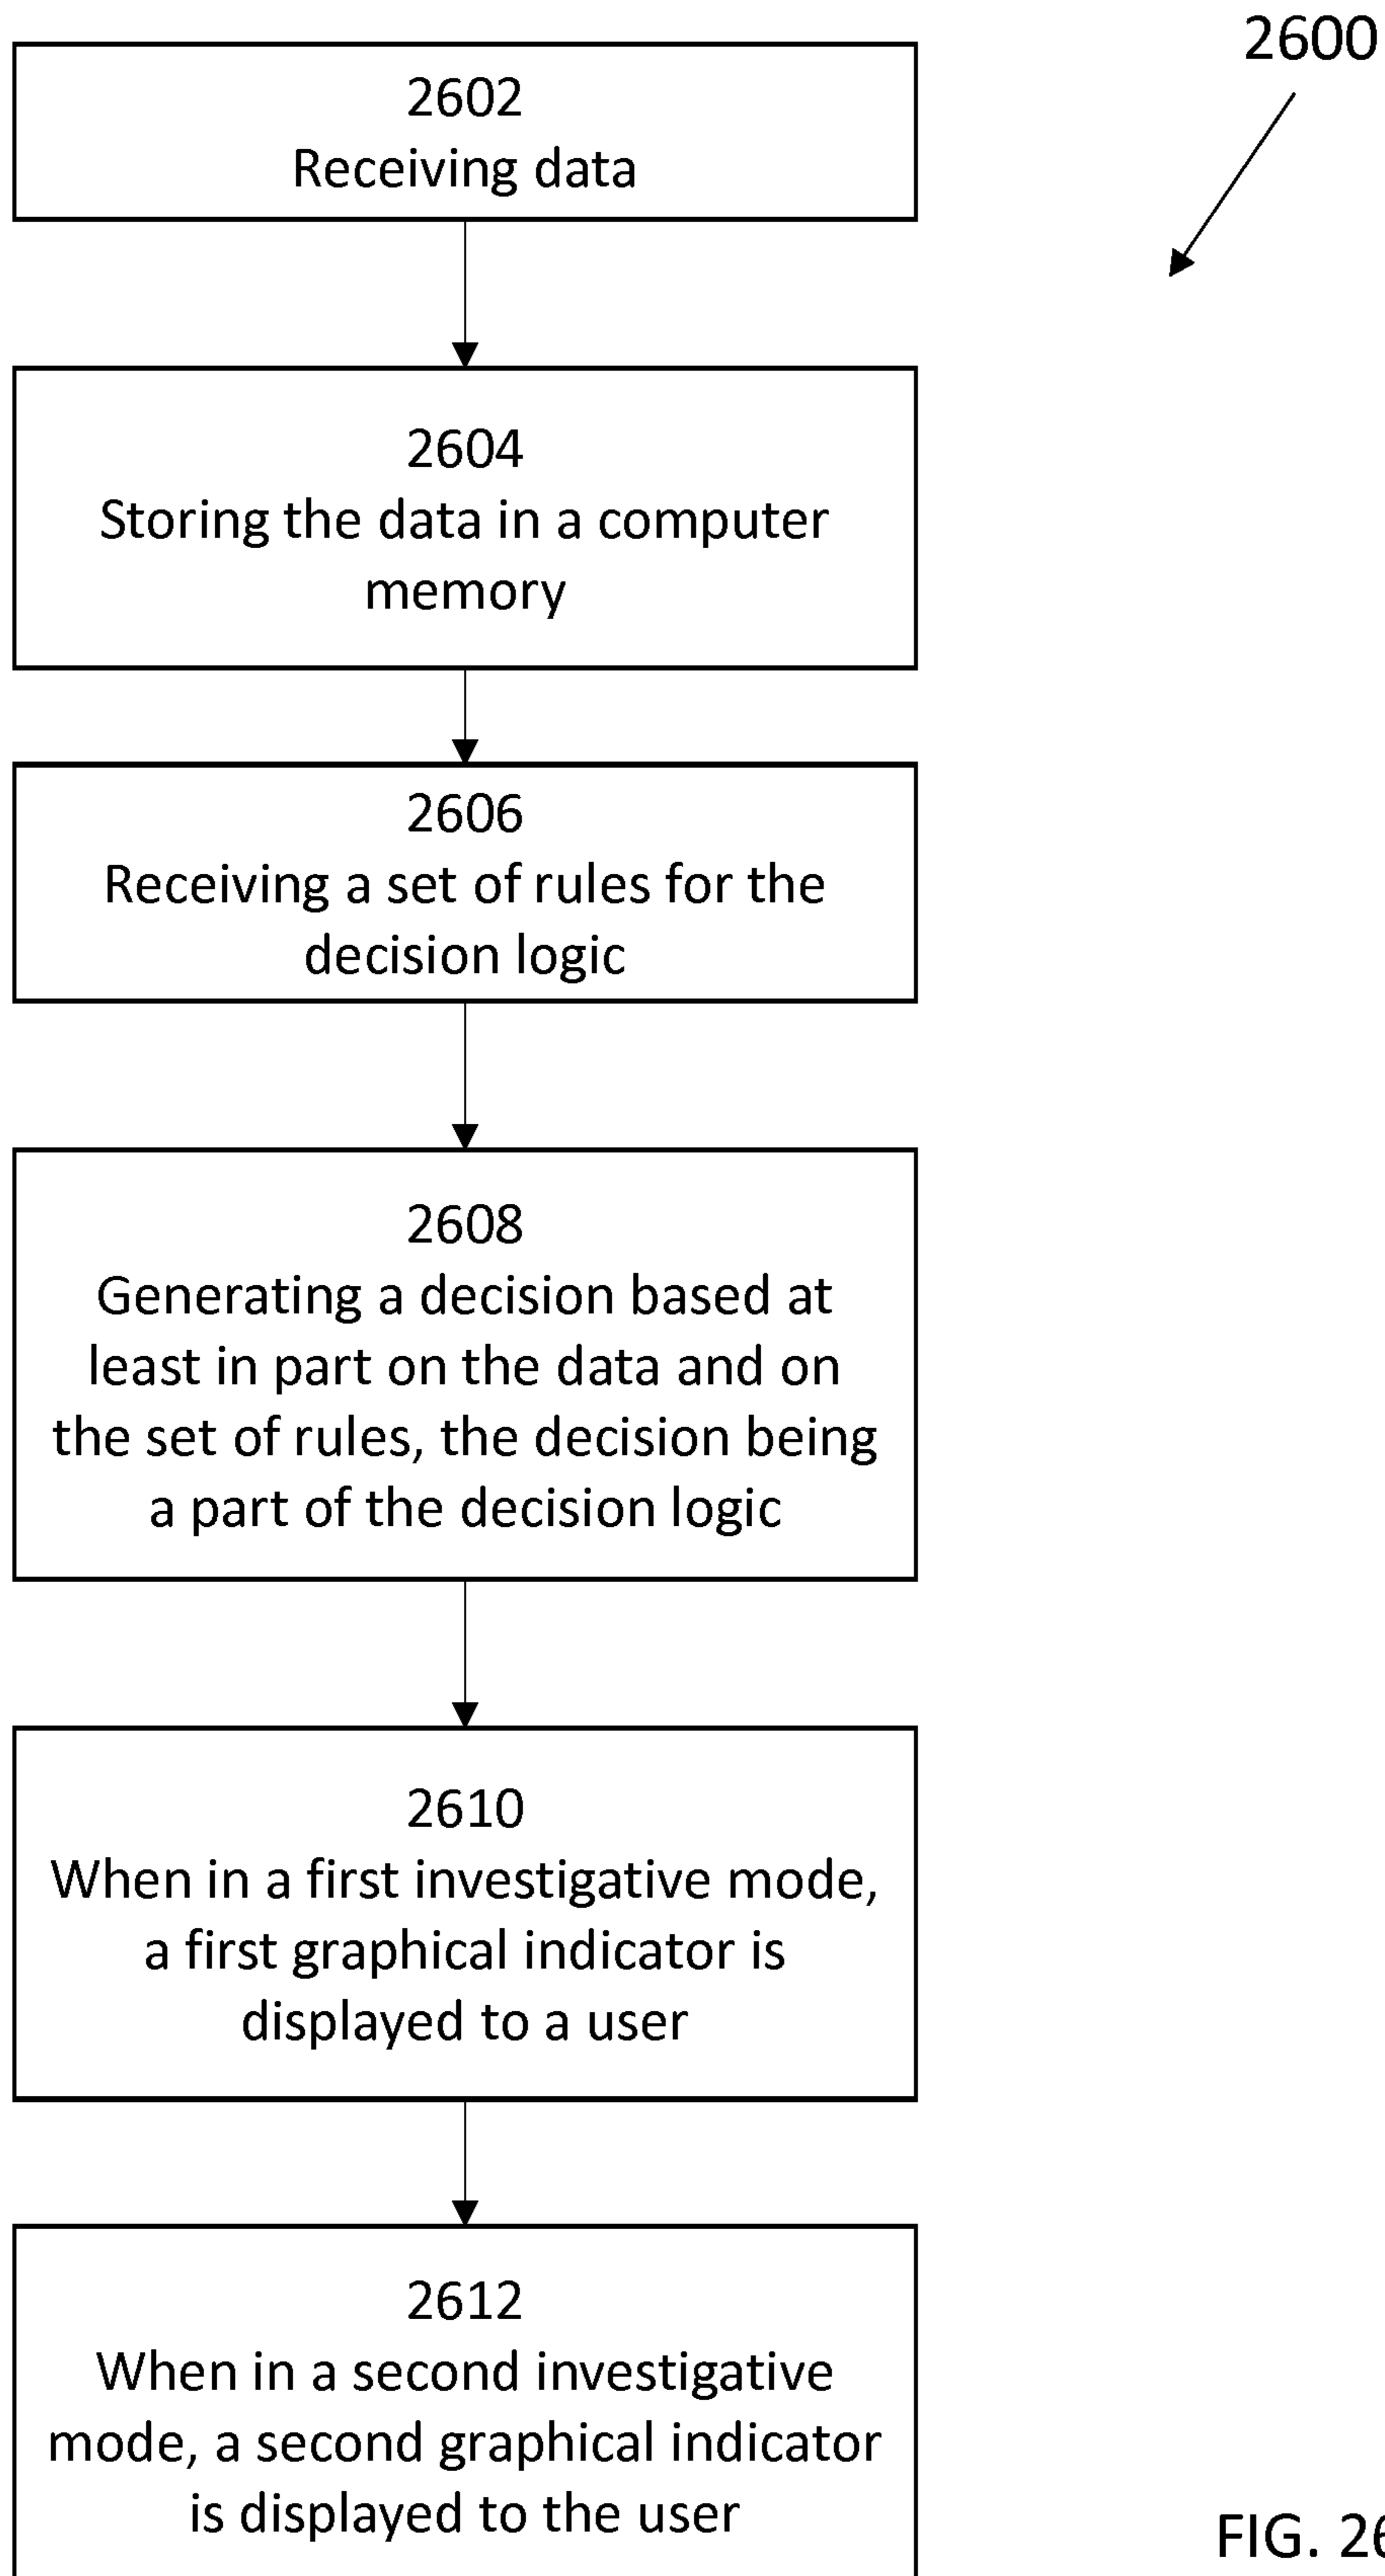 2600
2602
Receiving data
2604
Storing the data in a computer
memory
2606
Receiving a set of rules for the
decision logic
2608
Generating a decision based at
least in part on the data and on
the set of rules, the decision being
a part of the decision logic
2610
When in a first investigative mode,
a first graphical indicator is
displayed to a user
2612
When in a second investigative
mode, a second graphical indicator
is displayed to the user
FIG. 26